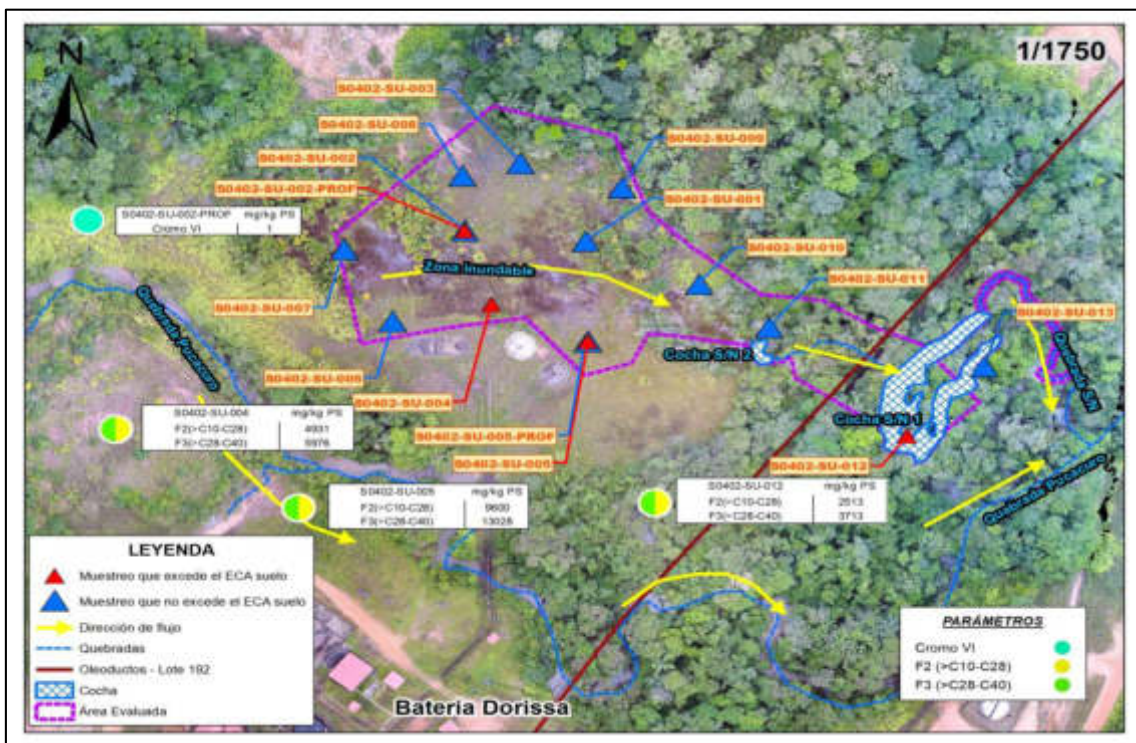 N
1/1750
S0402-SU-003
S0402-SU-006
S0402-SU-002
S0402-SU-002-PROF
S0402-SU-009
S0402-SU-001
S0402-SU-010
S0402-SU-011
S0402-SU-013
S0402-SU-002-PROF mg/kg PS
Cromo VI 1
Zona Inundable
Quebrada Pucacuro
S0402-SU-007
Cocha S/N 2
Quebrada S/N
S0402-SU-004
Cocha S/N 1
S0402-SU-005-PROF
S0402-SU-005
S0402-SU-012
Quebrada Pucacuro
S0402-SU-004 mg/kg PS
F2(>C10-C28) 4931
F3(>C28-C40)
S0402-SU-005 mg/kg PS
F2(>C10-C28) 9600
F3(>C28-C40) 13025
S0402-SU-012 mg/kg PS
F2(>C10-C28) 2513
F3(>C28-C40) 3713
LEYENDA
Muestreo que excede el ECA suelo
Muestreo que no excede el ECA suelo
Dirección de flujo
Quebradas
Oleoductos - Lote 192
Cocha
Área Evaluada
Batería Dorissa
PARÁMETROS
Cromo VI
F2 (>C10-C28)
F3 (>C28-C40)